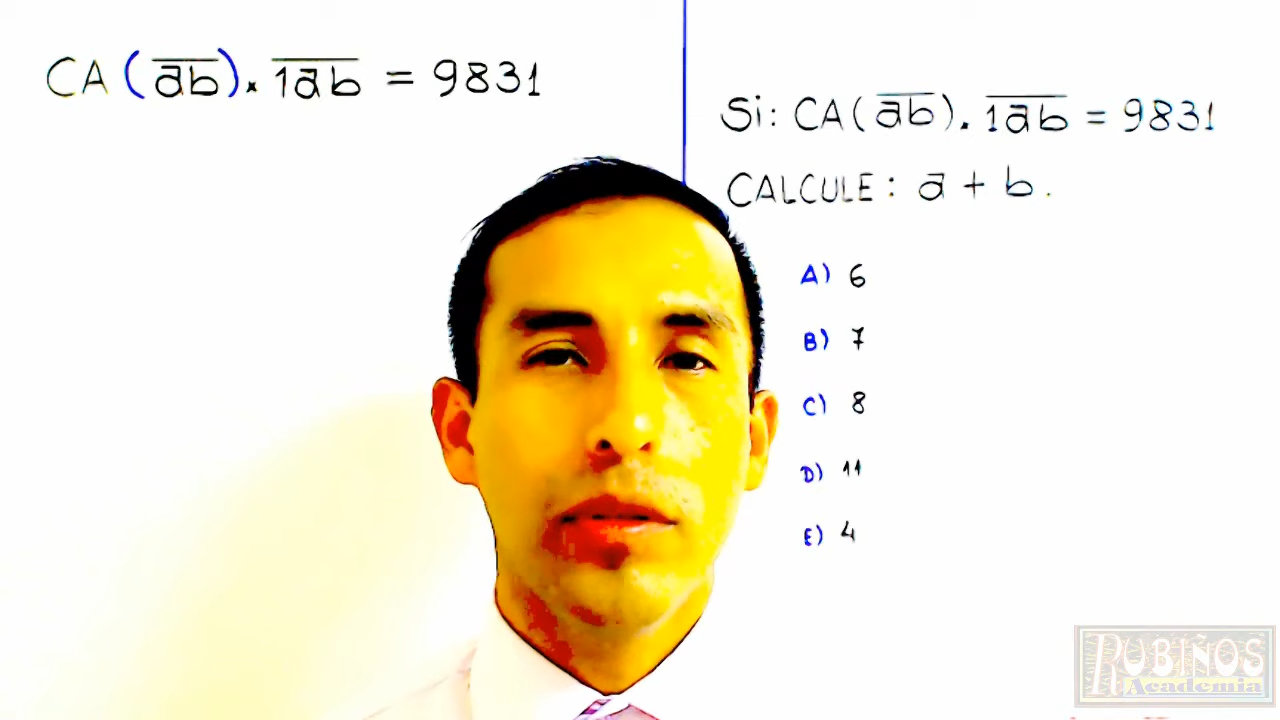 CA(ab).1ab = 9831
Si: CA(ab).1ab = 9831
CALCULE: a + b.
A) 6
B) 7
C) 8
D) 11
E) 4
RUBIÑOS
Academia